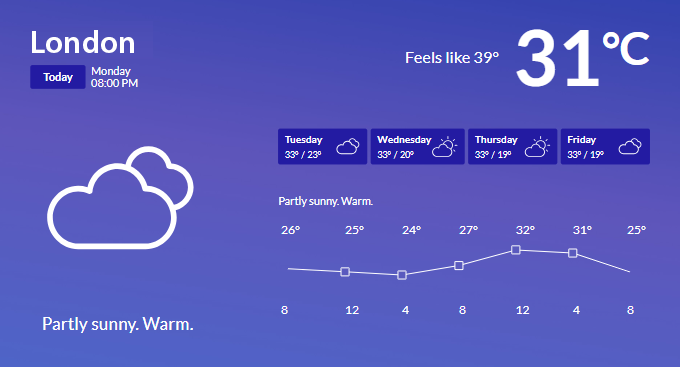 London
Today
Monday
08:00 PM
Feels like 39°
31°C
Tuesday
33° / 23°
Wednesday
33° / 20°
Thursday
33° / 19°
Friday
33° / 19°
Partly sunny. Warm.
26° 25° 24° 27° 32° 31° 25°
8 12 4 8 12 4 8
Partly sunny. Warm.